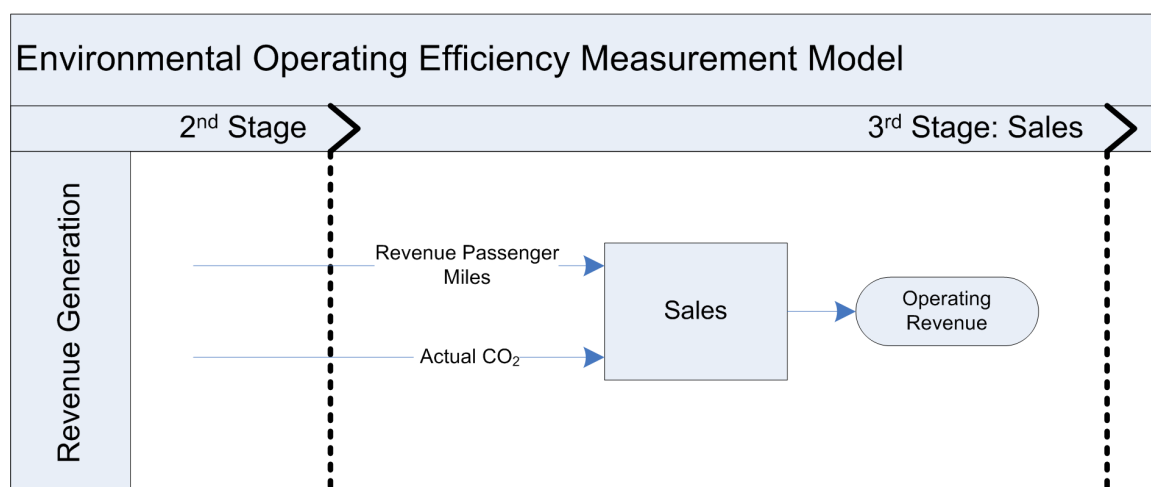 Environmental Operating Efficiency Measurement Model
2nd Stage
3rd Stage: Sales
Revenue Generation
Revenue Passenger
Miles
Actual CO₂
Sales
Operating
Revenue